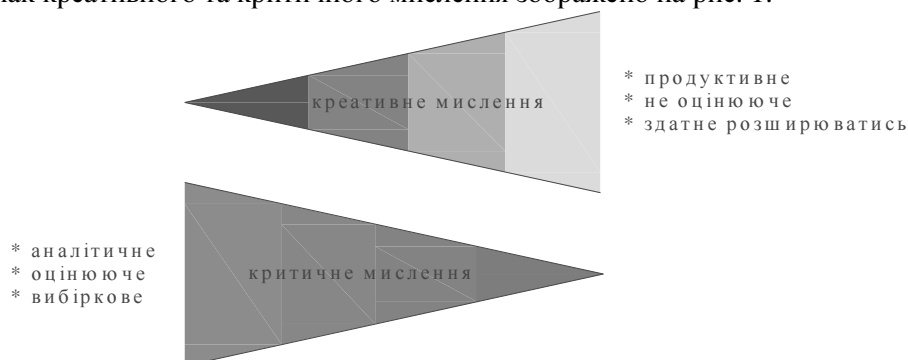 нак креативного та критичного мислення зображено на рис. 1.
креативне мислення
* продуктивне
* не оцінююче
* здатне розширюватись
* аналітичне
* оцінююче
* вибіркове
критичне мислення